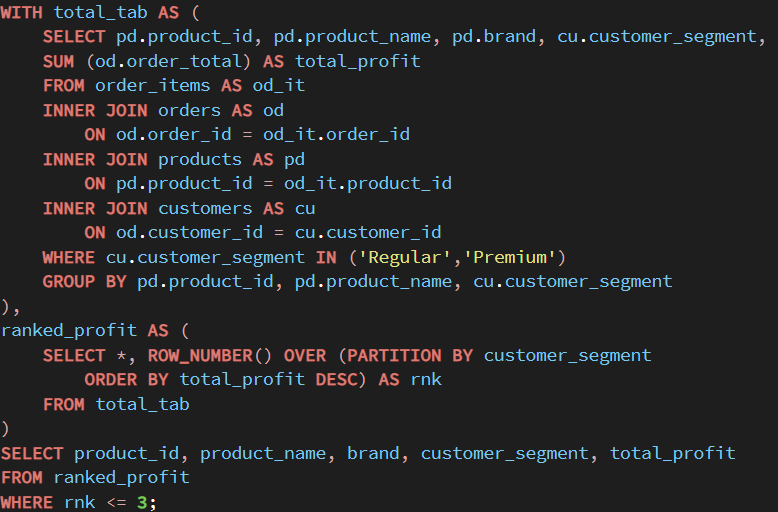 WITH total_tab AS (
    SELECT pd.product_id, pd.product_name, pd.brand, cu.customer_segment,
    SUM (od.order_total) AS total_profit
    FROM order_items AS od_it
    INNER JOIN orders AS od
        ON od.order_id = od_it.order_id
    INNER JOIN products AS pd
        ON pd.product_id = od_it.product_id
    INNER JOIN customers AS cu
        ON od.customer_id = cu.customer_id
    WHERE cu.customer_segment IN ('Regular','Premium')
    GROUP BY pd.product_id, pd.product_name, cu.customer_segment
),
ranked_profit AS (
    SELECT *, ROW_NUMBER() OVER (PARTITION BY customer_segment
        ORDER BY total_profit DESC) AS rnk
    FROM total_tab
)
SELECT product_id, product_name, brand, customer_segment, total_profit
FROM ranked_profit
WHERE rnk <= 3;